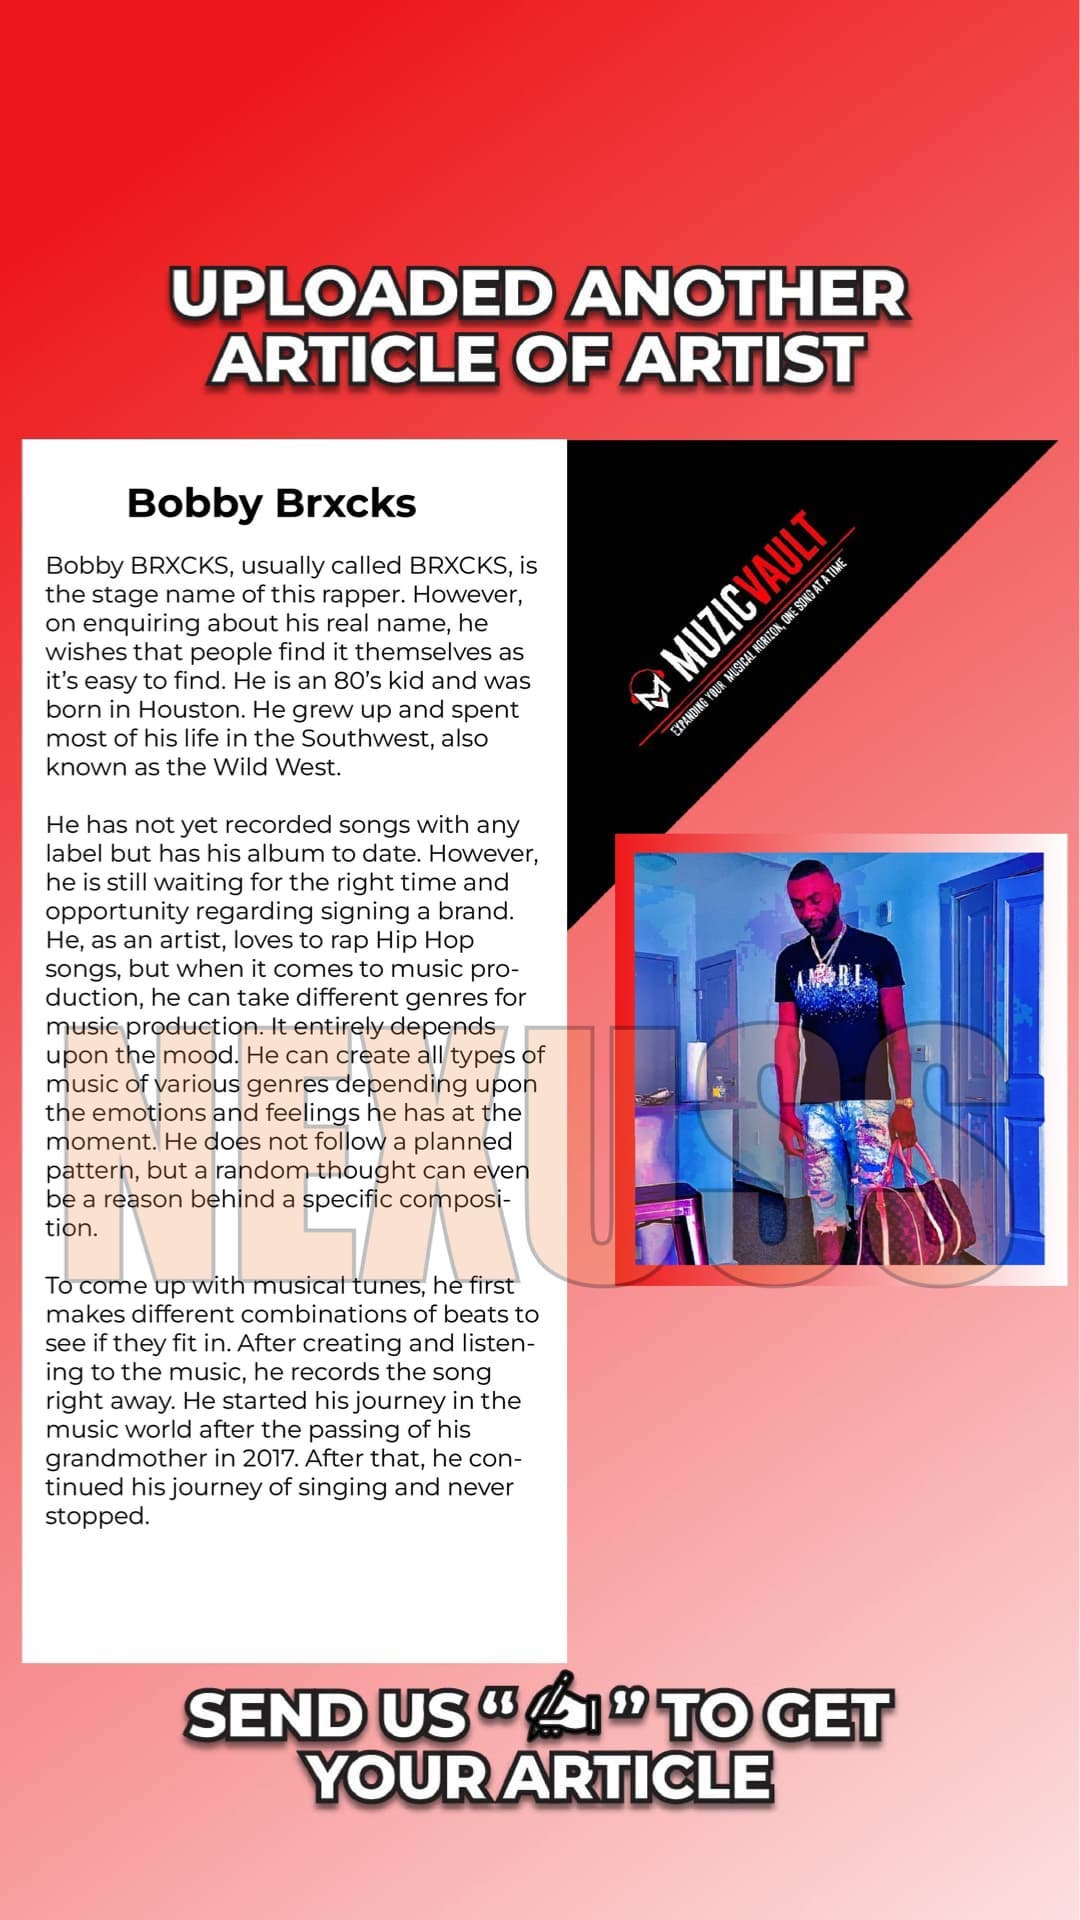 UPLOADED ANOTHER
ARTICLE OF ARTIST
Bobby Brxcks
Bobby BRXCKS, usually called BRXCKS, is
the stage name of this rapper. However,
on enquiring about his real name, he
wishes that people find it themselves as
it's easy to find. He is an 80's kid and was
born in Houston. He grew up and spent
most of his life in the Southwest, also
known as the Wild West.
He has not yet recorded songs with any
label but has his album to date. However,
he is still waiting for the right time and
opportunity regarding signing a brand.
He, as an artist, loves to rap Hip Hop
songs, but when it comes to music pro-
duction, he can take different genres for
music production. It entirely depends
upon the mood. He can create all types of
music of various genres depending upon
the emotions and feelings he has at the
moment. He does not follow a planned
pattern, but a random thought can even
be a reason behind a specific composi-
tion.
To come up with musical tunes, he first
makes different combinations of beats to
see if they fit in. After creating and listen-
ing to the music, he records the song
right away. He started his journey in the
music world after the passing of his
grandmother in 2017. After that, he con-
tinued his journey of singing and never
stopped.
MUZICVAULT
EXPANDING YOUR MUSICAL HORIZON, ONE SONG AT A TIME
AMIRI
NEXUSS
SEND US “✍” TO GET
YOUR ARTICLE